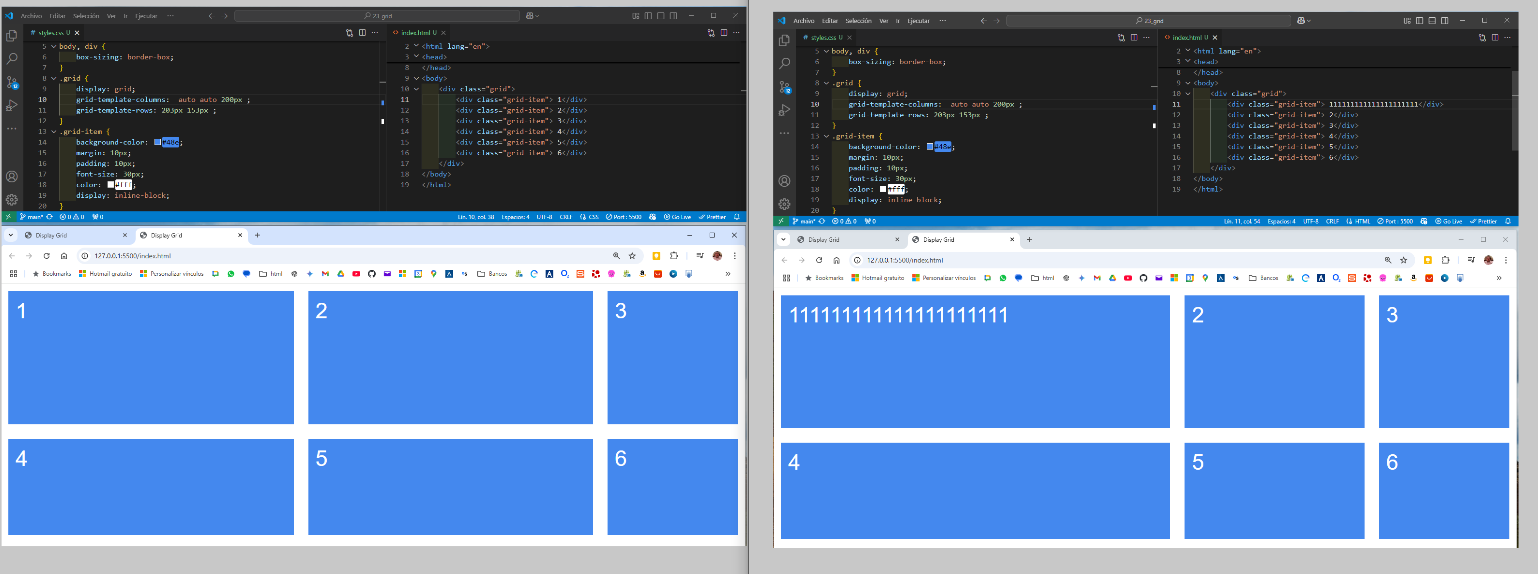 Archivo Editar Selección Ver Ir Ejecutar ··· 23_grid
styles.css U ×
index.html U ×
5 body, div {
6 box-sizing: border-box;
7 }
8 .grid {
9 display: grid;
10 grid-template-columns:  auto auto 200px ;
11 grid-template-rows: 203px 153px ;
12 }
13 .grid-item {
14 background-color: #48e;
15 margin: 10px;
16 padding: 10px;
17 font-size: 30px;
18 color: #fff;
19 display: inline-block;
20 }
2 <html lang="en">
3 <head>
8 </head>
9 <body>
10 <div class="grid">
11 <div class="grid-item"> 1</div>
12 <div class="grid-item"> 2</div>
13 <div class="grid-item"> 3</div>
14 <div class="grid-item"> 4</div>
15 <div class="grid-item"> 5</div>
16 <div class="grid-item"> 6</div>
17 </div>
18 </body>
19 </html>
main* 0 0 0 Lín. 10, col. 38 Espacios: 4 UTF-8 CRLF CSS Port : 5500 Go Live Prettier
Display Grid × Display Grid × +
127.0.0.1:5500/index.html
Bookmarks Hotmail gratuito Personalizar vínculos html Bancos
1
2
3
4
5
6
Archivo Editar Selección Ver Ir Ejecutar ··· 23_grid
styles.css U ×
index.html U ×
5 body, div {
6 box-sizing: border-box;
7 }
8 .grid {
9 display: grid;
10 grid-template-columns:  auto auto 200px ;
11 grid-template-rows: 203px 153px ;
12 }
13 .grid-item {
14 background-color: #48e;
15 margin: 10px;
16 padding: 10px;
17 font-size: 30px;
18 color: #fff;
19 display: inline-block;
20 }
2 <html lang="en">
3 <head>
8 </head>
9 <body>
10 <div class="grid">
11 <div class="grid-item"> 111111111111111111111</div>
12 <div class="grid-item"> 2</div>
13 <div class="grid-item"> 3</div>
14 <div class="grid-item"> 4</div>
15 <div class="grid-item"> 5</div>
16 <div class="grid-item"> 6</div>
17 </div>
18 </body>
19 </html>
main* 0 0 0 Lín. 11, col. 54 Espacios: 4 UTF-8 CRLF HTML Port : 5500 Go Live Prettier
Display Grid × Display Grid × +
127.0.0.1:5500/index.html
Bookmarks Hotmail gratuito Personalizar vínculos html Bancos
111111111111111111111
2
3
4
5
6